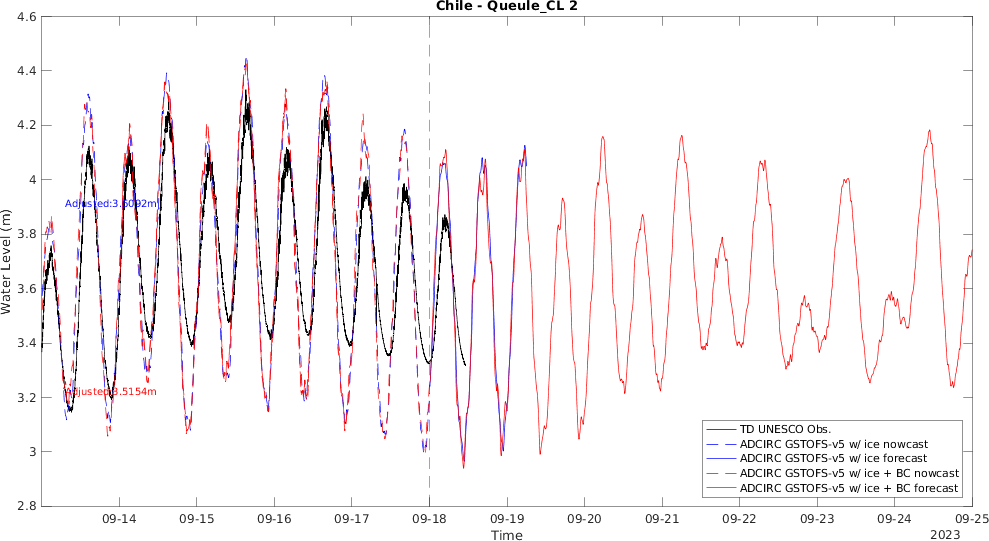 Chile - Queule_CL 2
4.6
4.4
4.2
4
3.8
3.6
3.4
3.2
3
2.8
Water Level (m)
Adjusted:3.6092m
Adjusted:3.5154m
TD UNESCO Obs.
ADCIRC GSTOFS-v5 w/ ice nowcast
ADCIRC GSTOFS-v5 w/ ice forecast
ADCIRC GSTOFS-v5 w/ ice + BC nowcast
ADCIRC GSTOFS-v5 w/ ice + BC forecast
09-14 09-15 09-16 09-17 09-18 09-19 09-20 09-21 09-22 09-23 09-24 09-25
Time 2023